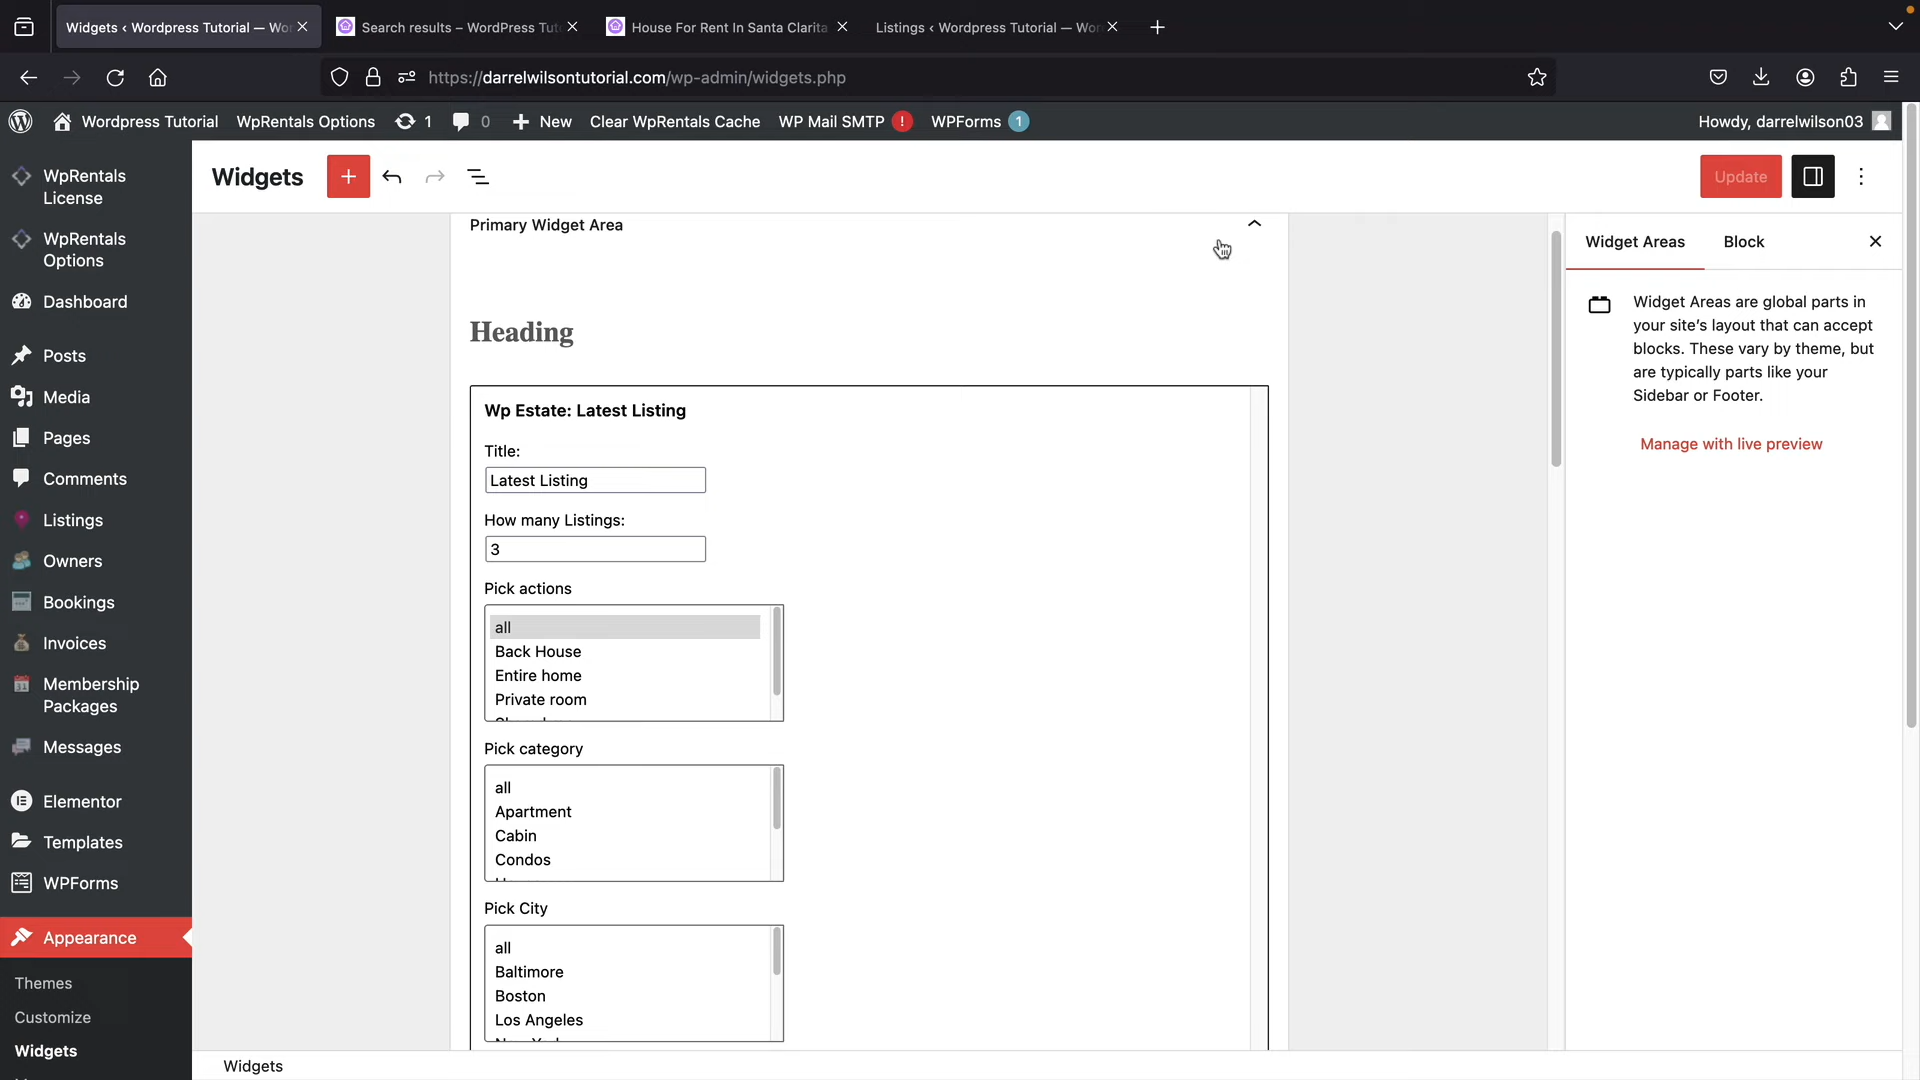 Widgets ‹ Wordpress Tutorial — Wor
Search results – WordPress Tut
House For Rent In Santa Clarita
Listings ‹ Wordpress Tutorial — Wor
https://darrelwilsontutorial.com/wp-admin/widgets.php
Wordpress Tutorial
WpRentals Options
1
0
New
Clear WpRentals Cache
WP Mail SMTP !
WPForms 1
Howdy, darrelwilson03
WpRentals
License
WpRentals
Options
Dashboard
Posts
Media
Pages
Comments
Listings
Owners
Bookings
Invoices
Membership
Packages
Messages
Elementor
Templates
WPForms
Appearance
Themes
Customize
Widgets
Widgets
Update
Primary Widget Area
Heading
Wp Estate: Latest Listing
Title:
Latest Listing
How many Listings:
3
Pick actions
all
Back House
Entire home
Private room
Pick category
all
Apartment
Cabin
Condos
Pick City
all
Baltimore
Boston
Los Angeles
Widget Areas
Block
Widget Areas are global parts in
your site’s layout that can accept
blocks. These vary by theme, but
are typically parts like your
Sidebar or Footer.
Manage with live preview
Widgets